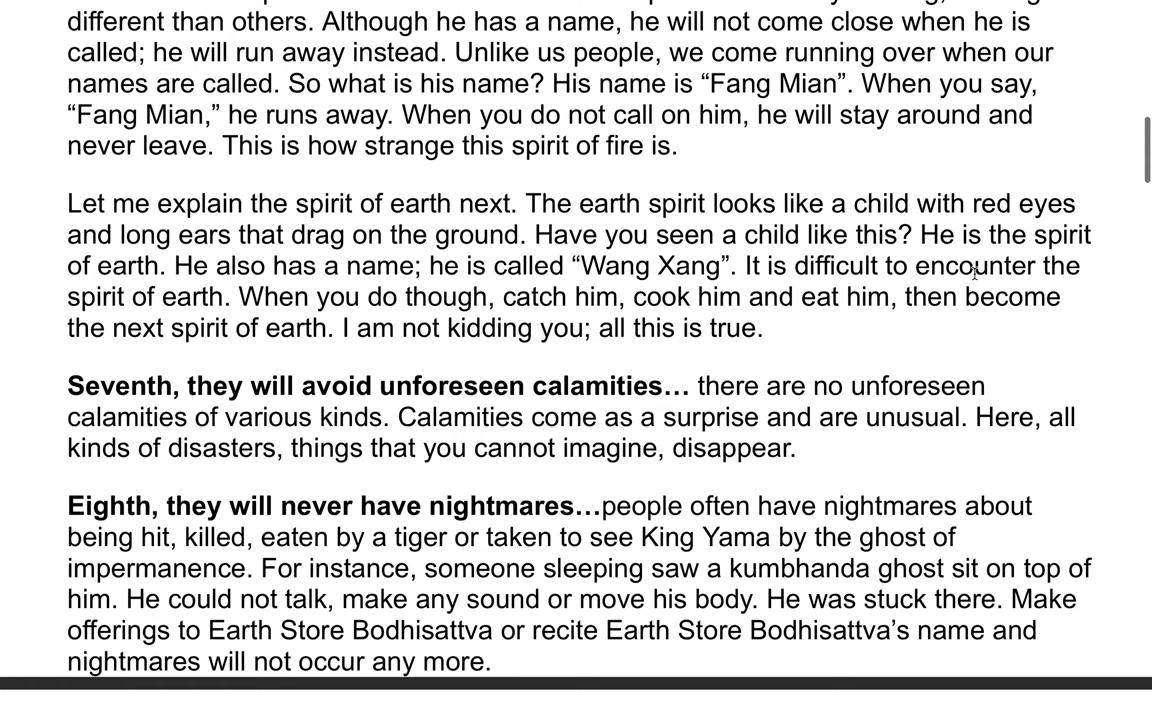 different than others. Although he has a name, he will not come close when he is
called; he will run away instead. Unlike us people, we come running over when our
names are called. So what is his name? His name is “Fang Mian”. When you say,
“Fang Mian,” he runs away. When you do not call on him, he will stay around and
never leave. This is how strange this spirit of fire is.
Let me explain the spirit of earth next. The earth spirit looks like a child with red eyes
and long ears that drag on the ground. Have you seen a child like this? He is the spirit
of earth. He also has a name; he is called “Wang Xang”. It is difficult to encounter the
spirit of earth. When you do though, catch him, cook him and eat him, then become
the next spirit of earth. I am not kidding you; all this is true.
Seventh, they will avoid unforeseen calamities… there are no unforeseen
calamities of various kinds. Calamities come as a surprise and are unusual. Here, all
kinds of disasters, things that you cannot imagine, disappear.
Eighth, they will never have nightmares…people often have nightmares about
being hit, killed, eaten by a tiger or taken to see King Yama by the ghost of
impermanence. For instance, someone sleeping saw a kumbhanda ghost sit on top of
him. He could not talk, make any sound or move his body. He was stuck there. Make
offerings to Earth Store Bodhisattva or recite Earth Store Bodhisattva’s name and
nightmares will not occur any more.